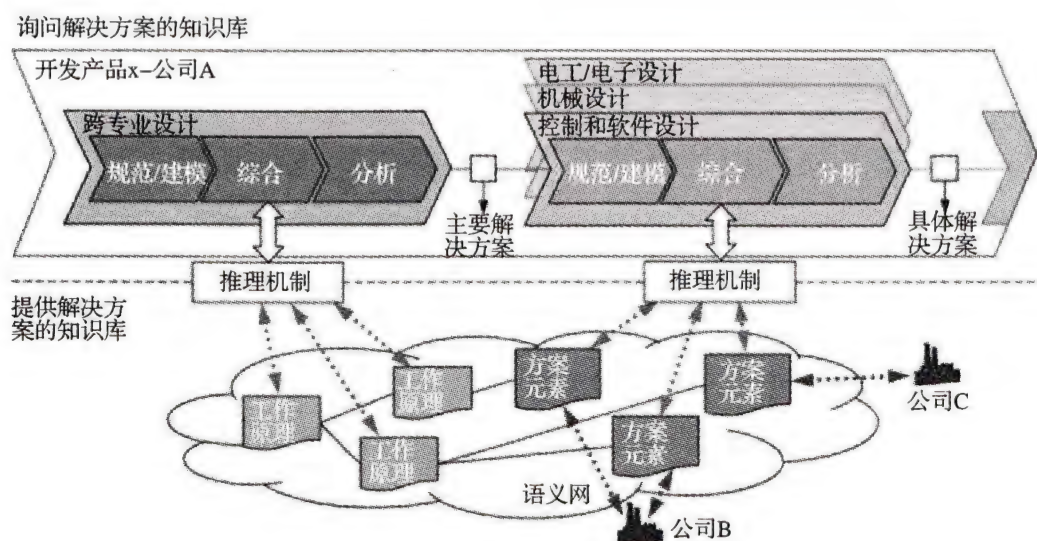 询问解决方案的知识库
开发产品x-公司A
跨专业设计
规范/建模
综合
分析
主要解
决方案
电工/电子设计
机械设计
控制和软件设计
规范/建模
综合
分析
具体解
决方案
推理机制
推理机制
提供解决方
案的知识库
工作
原理
工作
原理
工作
原理
方案
元素
方案
元素
方案
元素
语义网
公司B
公司C